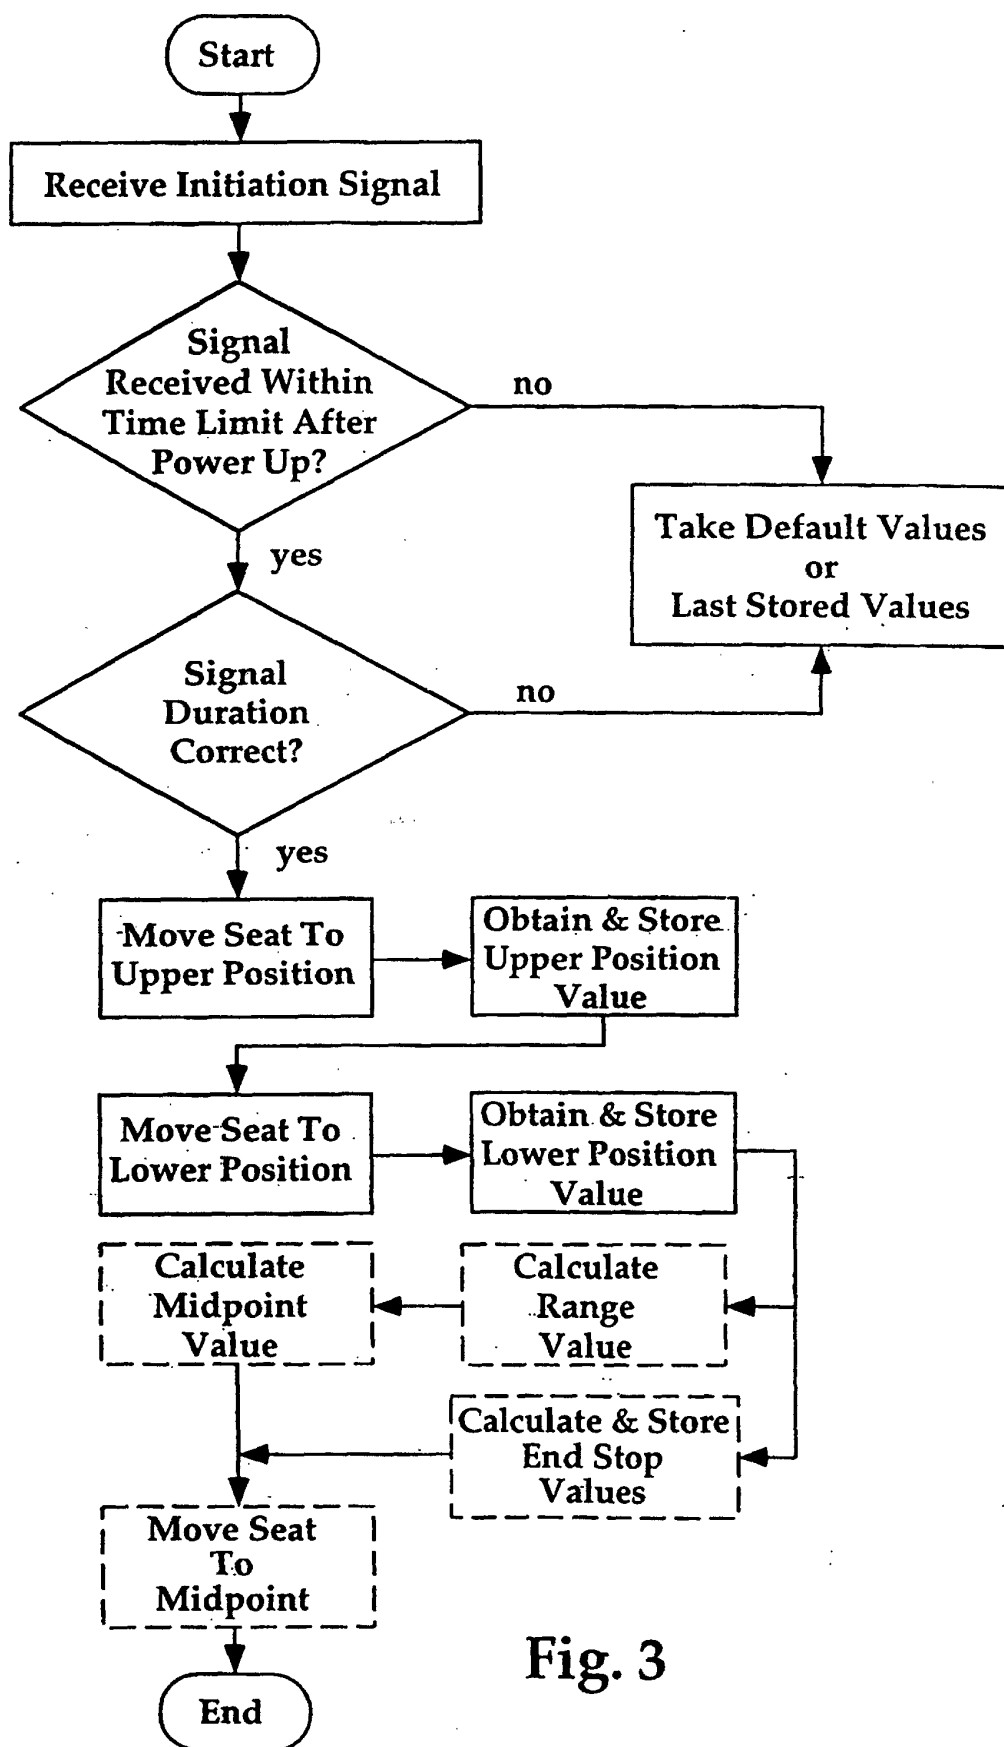 Start
Receive Initiation Signal
Signal
Received Within
Time Limit After
Power Up?
no
yes
Take Default Values
or
Last Stored Values
Signal
Duration
Correct?
no
yes
Move Seat To
Upper Position
Obtain & Store
Upper Position
Value
Move Seat To
Lower Position
Obtain & Store
Lower Position
Value
Calculate
Midpoint
Value
Calculate
Range
Value
Calculate & Store
End Stop
Values
Move Seat
To
Midpoint
End
Fig. 3